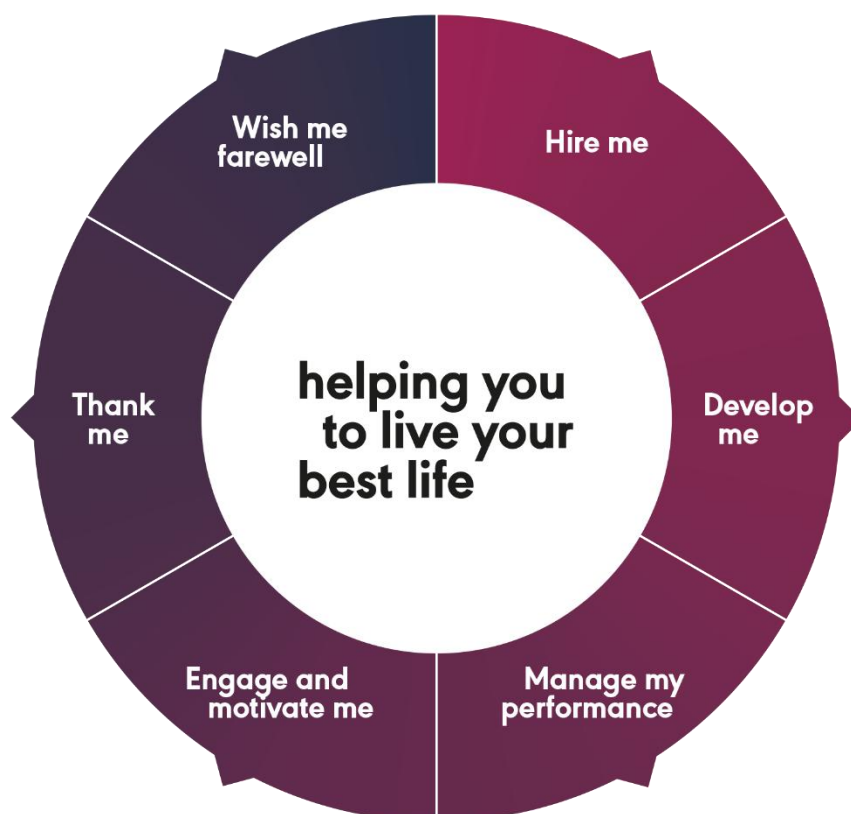 Wish me
farewell
Hire me
Thank
me
helping you
to live your
best life
Develop
me
Engage and
motivate me
Manage my
performance